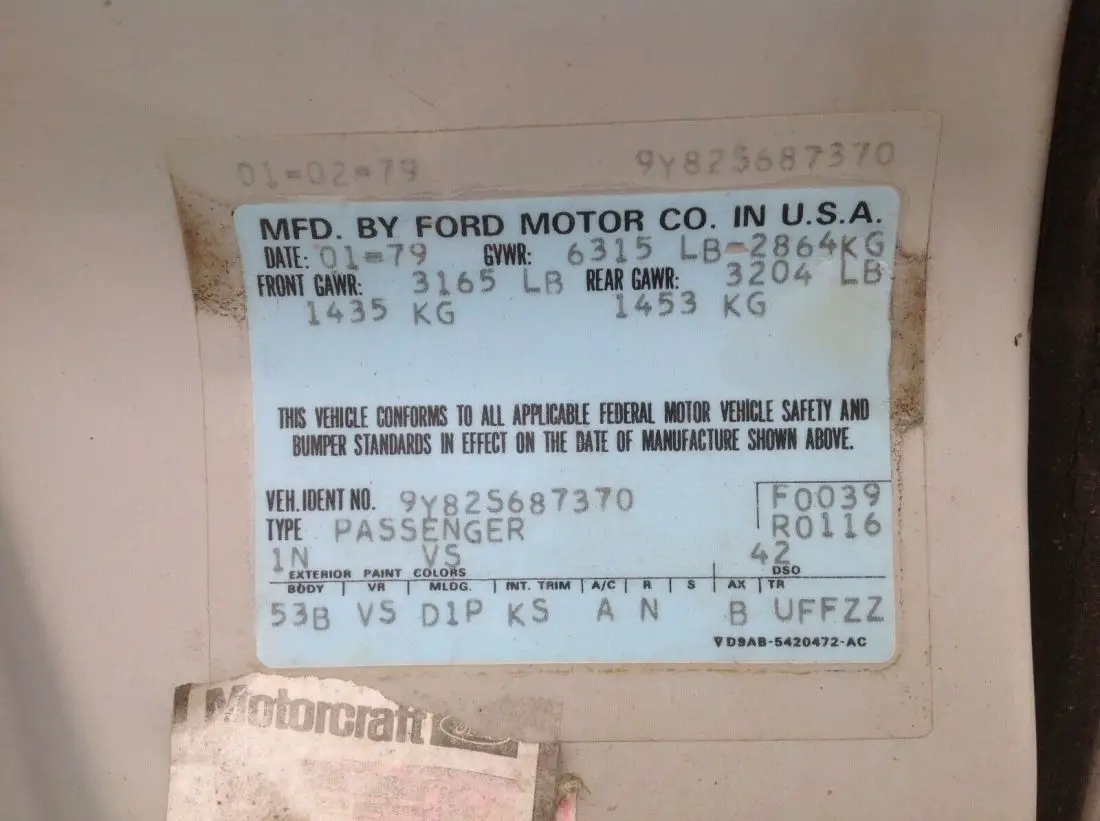 01-02-79 9Y82S687370
MFD. BY FORD MOTOR CO. IN U.S.A.
DATE: 01-79 GVWR: 6315 LB-2864KG
FRONT GAWR: 3165 LB REAR GAWR: 3204 LB
1435 KG 1453 KG
THIS VEHICLE CONFORMS TO ALL APPLICABLE FEDERAL MOTOR VEHICLE SAFETY AND
BUMPER STANDARDS IN EFFECT ON THE DATE OF MANUFACTURE SHOWN ABOVE.
VEH. IDENT NO. 9Y82S687370 F0039
TYPE PASSENGER R0116
1N VS 42
EXTERIOR PAINT COLORS DSO
BODY VR MLDG. INT. TRIM A/C R S AX TR
53B VS D1P KS A N B UFFZZ
D9AB-5420472-AC
Motorcraft